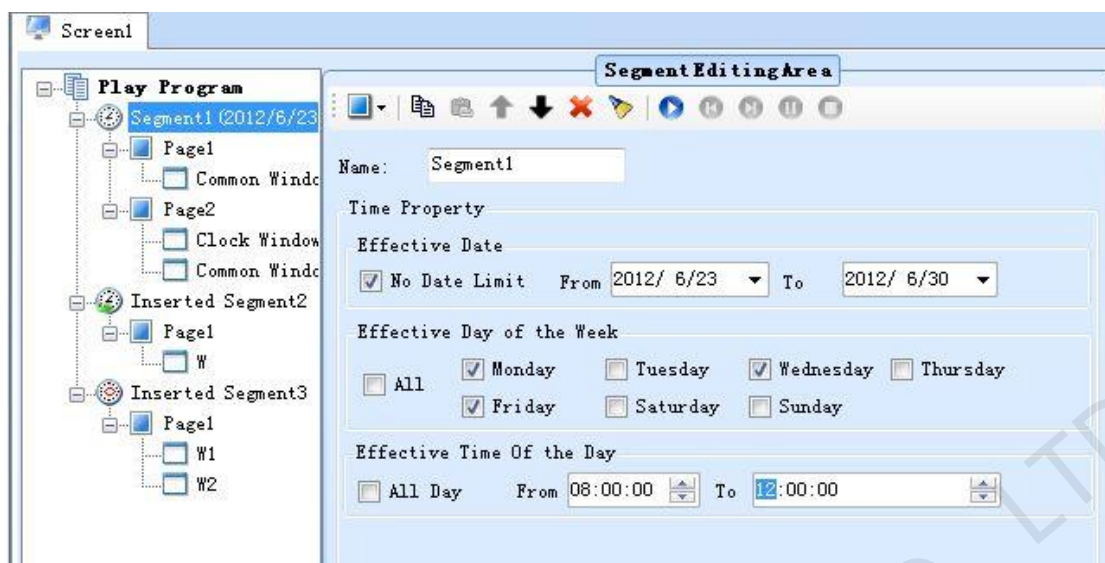 Screen1
Play Program
Segment1 (2012/6/23
Page1
Common Windo
Page2
Clock Window
Common Windo
Inserted Segment2
Page1
W
Inserted Segment3
Page1
W1
W2
SegmentEditingArea
Name: Segment1
Time Property
Effective Date
No Date Limit From 2012/ 6/23 To 2012/ 6/30
Effective Day of the Week
All
Monday Tuesday Wednesday Thursday
Friday Saturday Sunday
Effective Time Of the Day
All Day From 08:00:00 To 12:00:00